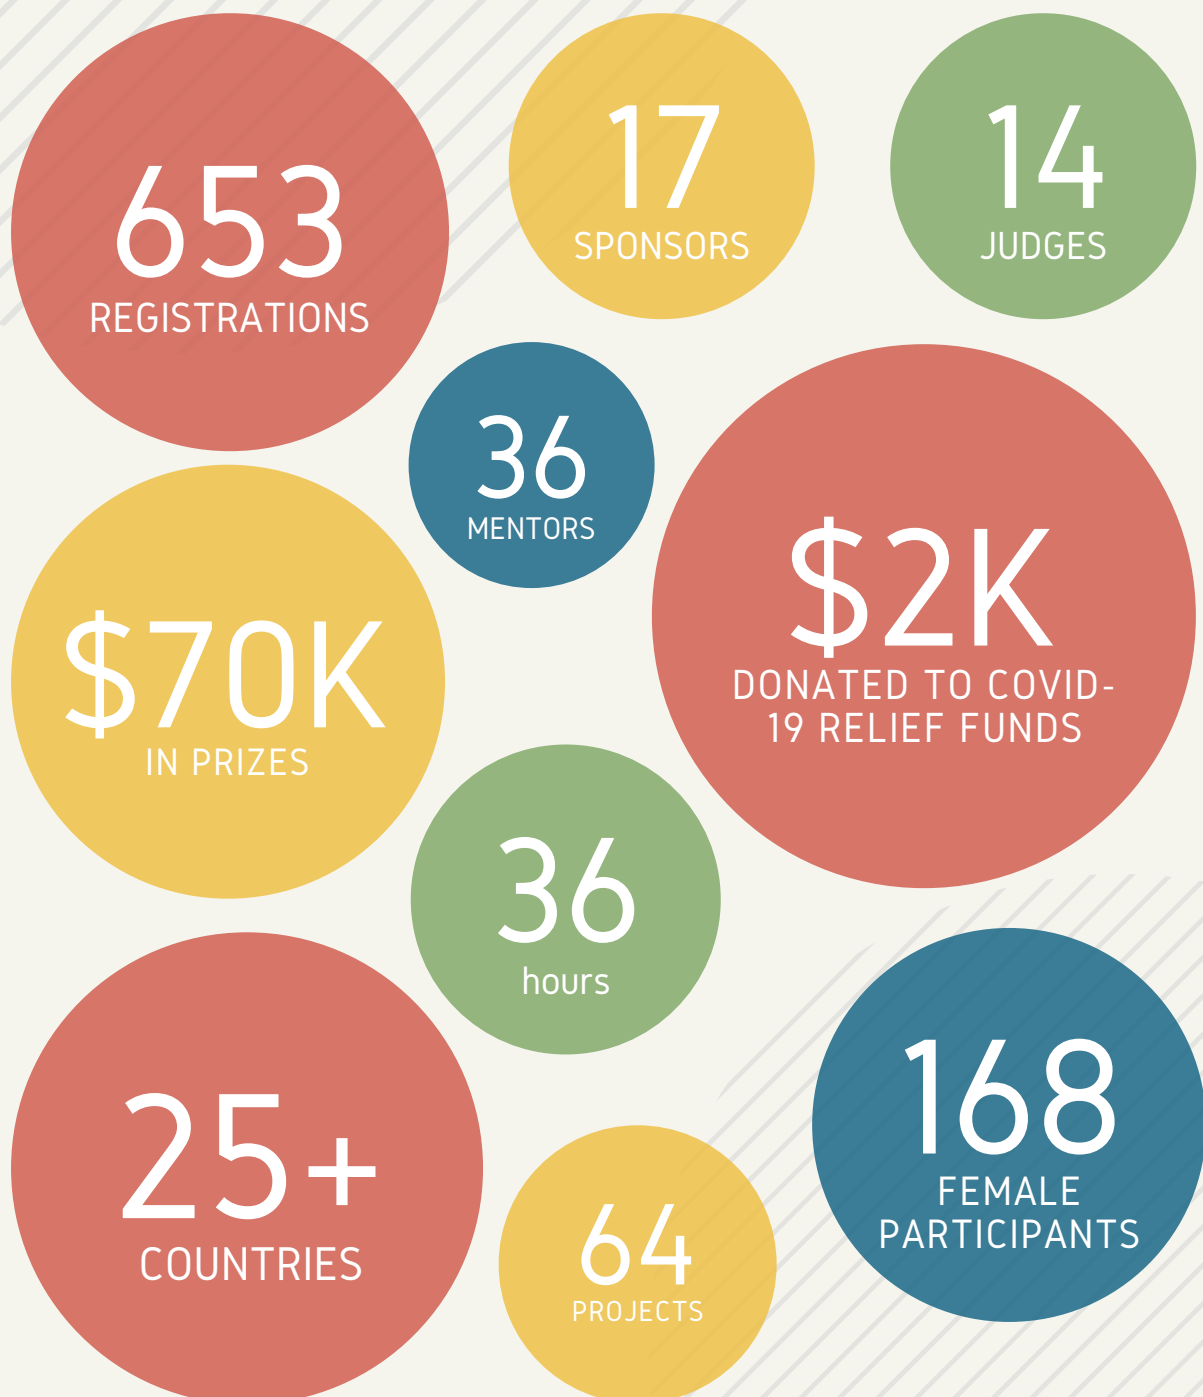 653
REGISTRATIONS
17
SPONSORS
14
JUDGES
36
MENTORS
$70K
IN PRIZES
$2K
DONATED TO COVID-
19 RELIEF FUNDS
36
hours
25+
COUNTRIES
64
PROJECTS
168
FEMALE
PARTICIPANTS